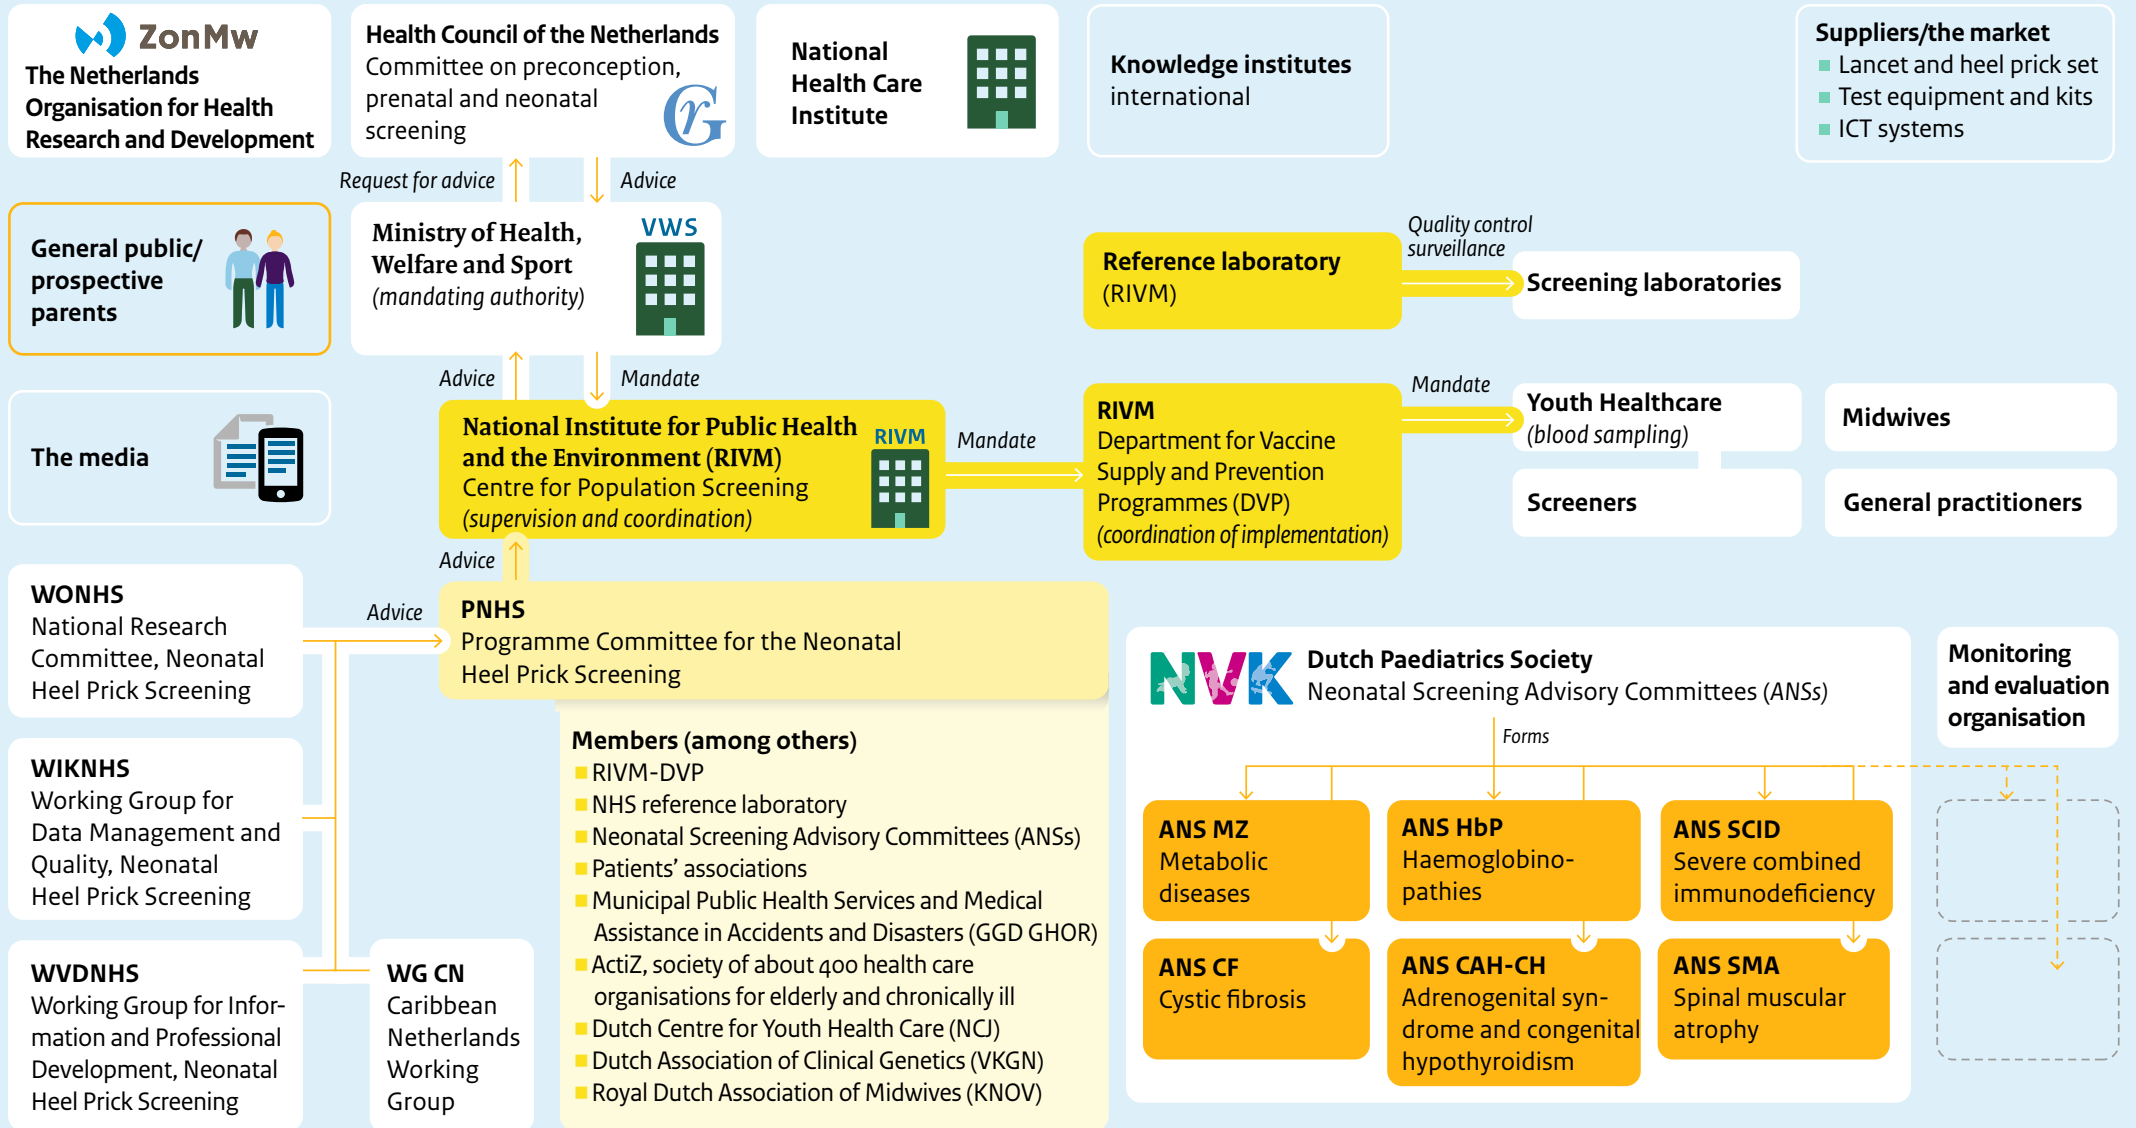 ZonMw
The Netherlands
Organisation for Health
Research and Development
Health Council of the Netherlands
Committee on preconception,
prenatal and neonatal
screening
Gr
National
Health Care
Institute
Knowledge institutes
international
Suppliers/the market
Lancet and heel prick set
Test equipment and kits
ICT systems
Request for advice
Advice
General public/
prospective
parents
Ministry of Health,
Welfare and Sport
(mandating authority)
VWS
Reference laboratory
(RIVM)
Quality control
surveillance
Screening laboratories
Advice
Mandate
The media
National Institute for Public Health
and the Environment (RIVM)
Centre for Population Screening
(supervision and coordination)
RIVM
Mandate
RIVM
Department for Vaccine
Supply and Prevention
Programmes (DVP)
(coordination of implementation)
Mandate
Youth Healthcare
(blood sampling)
Midwives
Screeners
General practitioners
Advice
WONHS
National Research
Committee, Neonatal
Heel Prick Screening
Advice
PNHS
Programme Committee for the Neonatal
Heel Prick Screening
WIKNHS
Working Group for
Data Management and
Quality, Neonatal
Heel Prick Screening
WVDNHS
Working Group for Infor-
mation and Professional
Development, Neonatal
Heel Prick Screening
WG CN
Caribbean
Netherlands
Working
Group
Members (among others)
RIVM-DVP
NHS reference laboratory
Neonatal Screening Advisory Committees (ANSs)
Patients’ associations
Municipal Public Health Services and Medical
Assistance in Accidents and Disasters (GGD GHOR)
ActiZ, society of about 400 health care
organisations for elderly and chronically ill
Dutch Centre for Youth Health Care (NCJ)
Dutch Association of Clinical Genetics (VKGN)
Royal Dutch Association of Midwives (KNOV)
NVK
Dutch Paediatrics Society
Neonatal Screening Advisory Committees (ANSs)
Forms
Monitoring
and evaluation
organisation
ANS MZ
Metabolic
diseases
ANS HbP
Haemoglobino-
pathies
ANS SCID
Severe combined
immunodeficiency
ANS CF
Cystic fibrosis
ANS CAH-CH
Adrenogenital syn-
drome and congenital
hypothyroidism
ANS SMA
Spinal muscular
atrophy